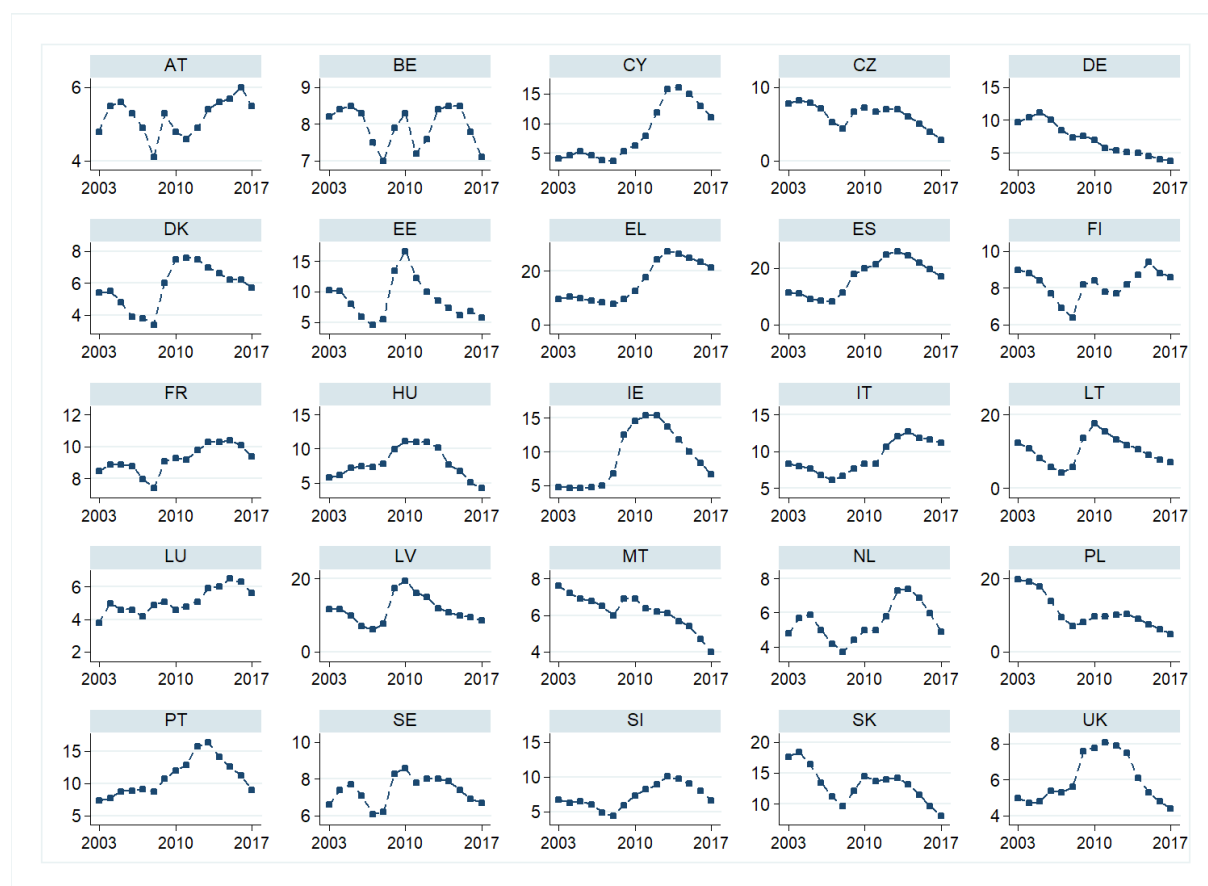 AT BE CY CZ DE
6 9 15 10 15
8 10 10
4 7 5 0 5
2003 2010 2017 2003 2010 2017 2003 2010 2017 2003 2010 2017 2003 2010 2017
DK EE EL ES FI
8 15 20 20 10
6 10 8
4 5 0 0 6
2003 2010 2017 2003 2010 2017 2003 2010 2017 2003 2010 2017 2003 2010 2017
FR HU IE IT LT
12 15 15 15 20
10 10 10 10
8 5 5 5 0
2003 2010 2017 2003 2010 2017 2003 2010 2017 2003 2010 2017 2003 2010 2017
LU LV MT NL PL
6 20 8 8 20
4 6 6
2 0 4 4 0
2003 2010 2017 2003 2010 2017 2003 2010 2017 2003 2010 2017 2003 2010 2017
PT SE SI SK UK
15 10 15 20 8
10 8 10 15 6
5 6 5 10 4
2003 2010 2017 2003 2010 2017 2003 2010 2017 2003 2010 2017 2003 2010 2017